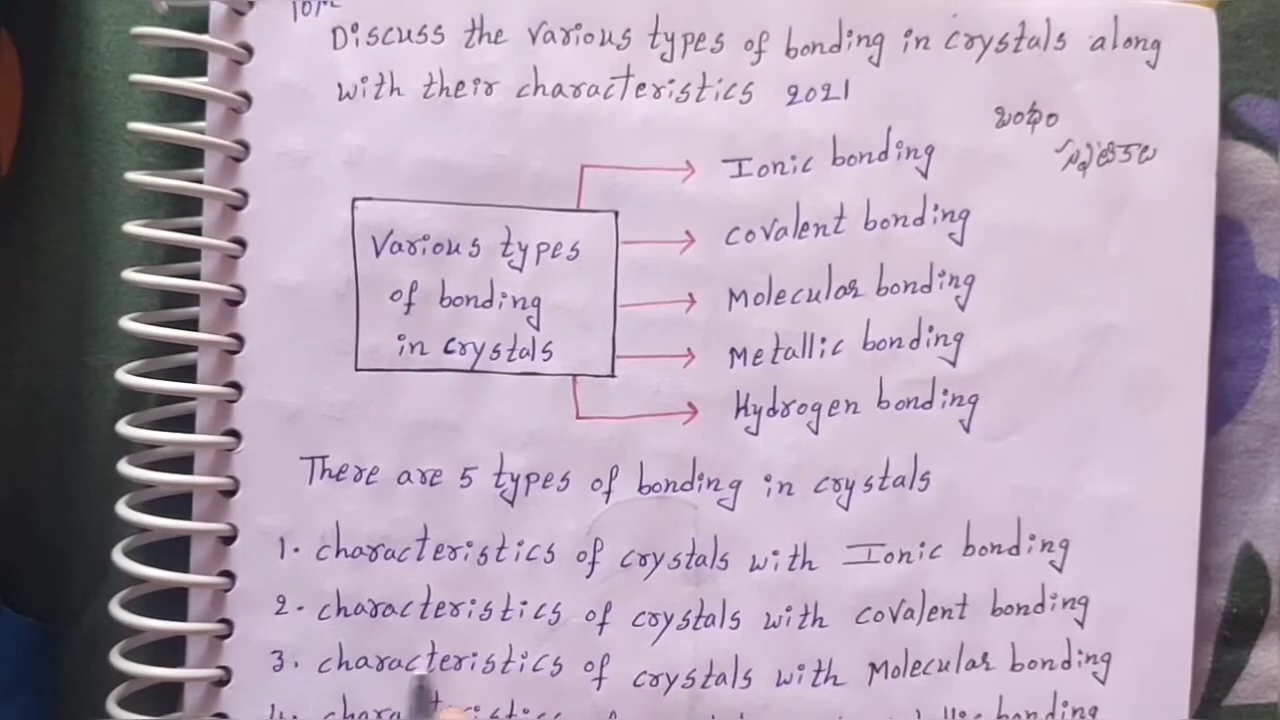 Discuss the various types of bonding in crystals along
with their characteristics 2021
Various types
of bonding
in crystals
Ionic bonding
covalent bonding
Molecular bonding
Metallic bonding
Hydrogen bonding
There are 5 types of bonding in crystals
1. characteristics of crystals with Ionic bonding
2. characteristics of crystals with covalent bonding
3. characteristics of crystals with Molecular bonding
bonding